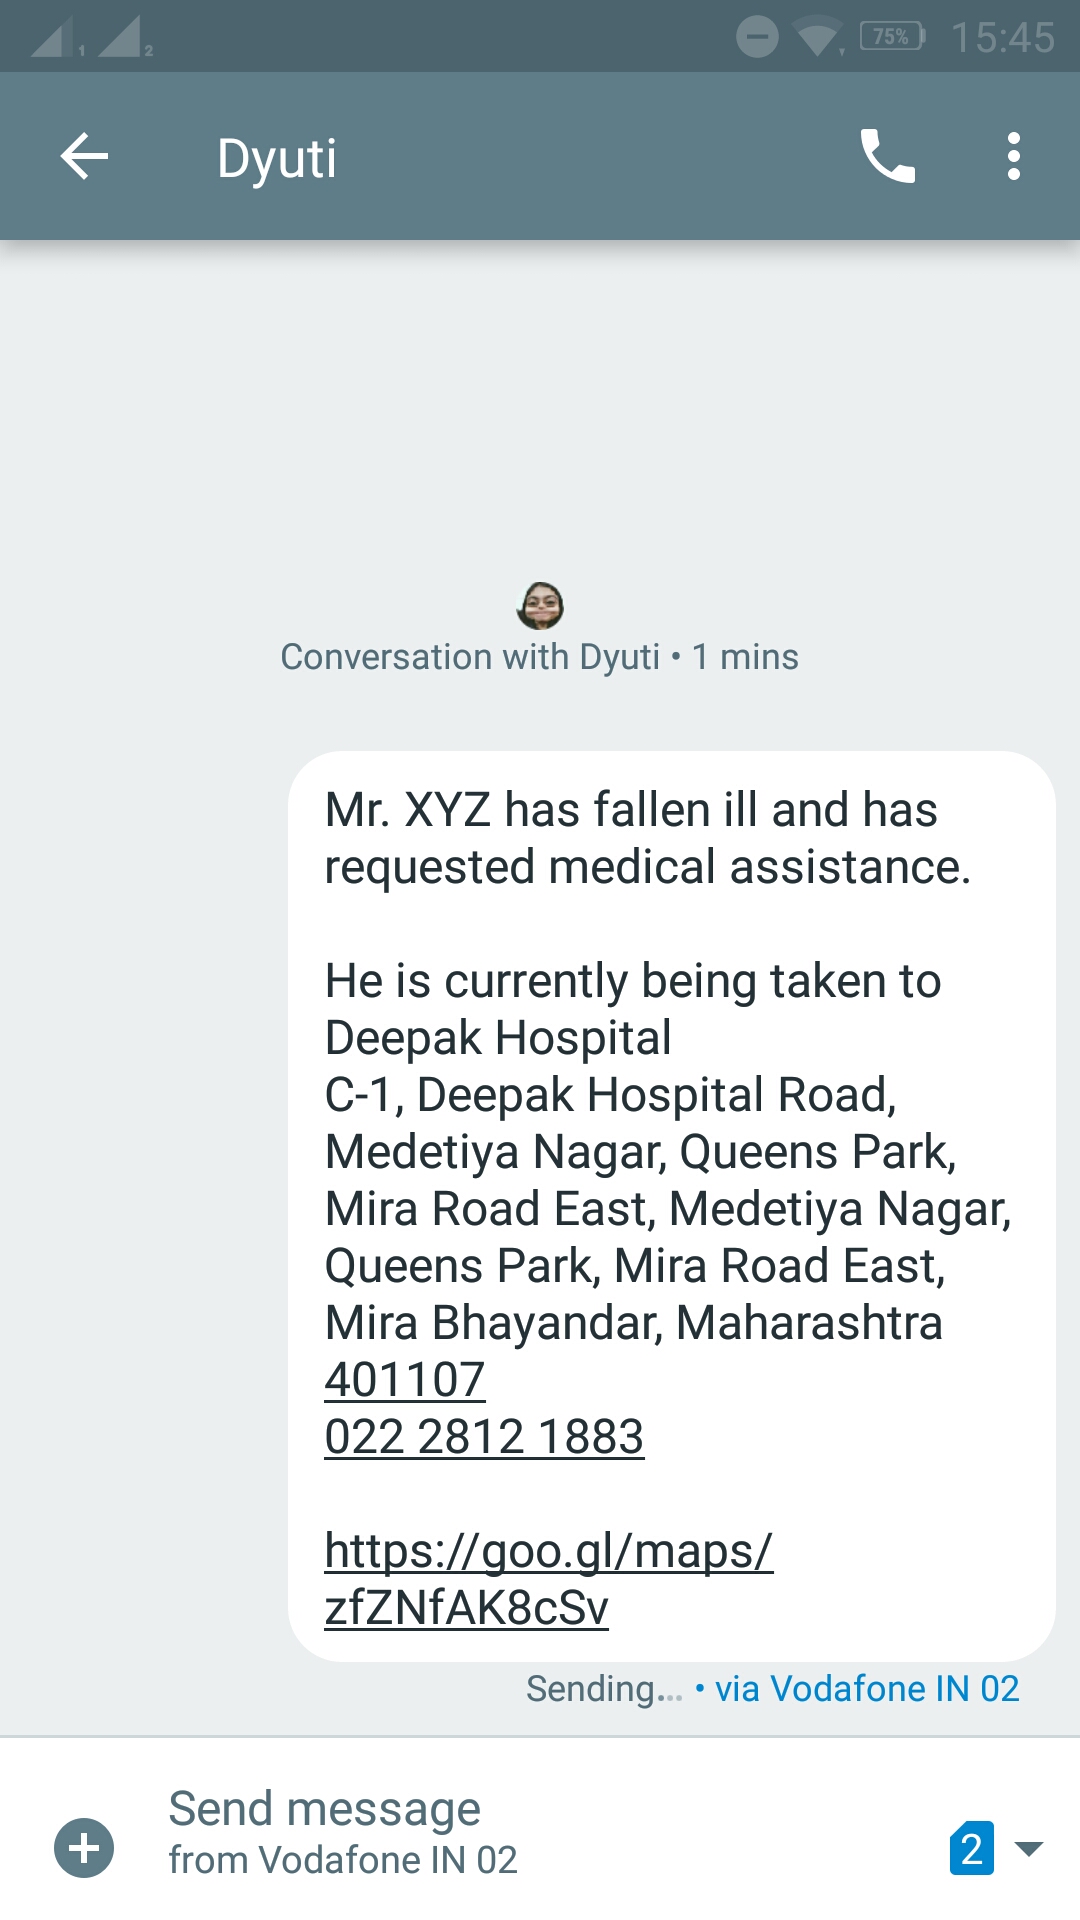 1 2 75% 15:45
Dyuti
Conversation with Dyuti • 1 mins
Mr. XYZ has fallen ill and has
requested medical assistance.
He is currently being taken to
Deepak Hospital
C-1, Deepak Hospital Road,
Medetiya Nagar, Queens Park,
Mira Road East, Medetiya Nagar,
Queens Park, Mira Road East,
Mira Bhayandar, Maharashtra
401107
022 2812 1883
https://goo.gl/maps/
zfZNfAK8cSv
Sending... • via Vodafone IN 02
Send message
from Vodafone IN 02
2